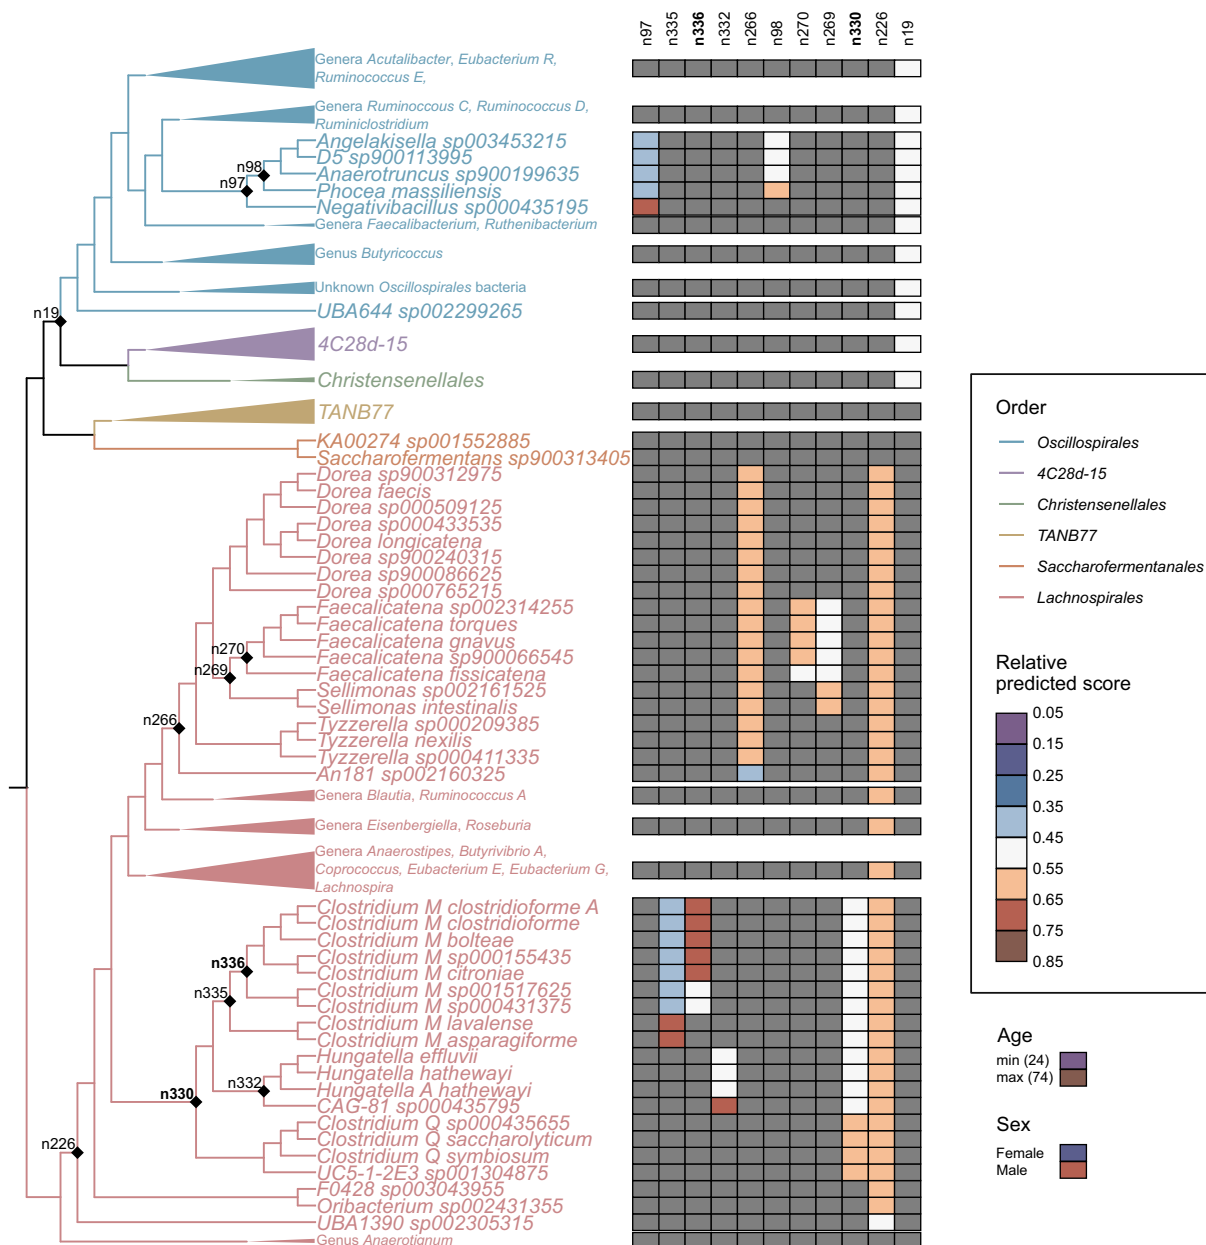 n97
n335
n336
n332
n266
n98
n270
n269
n330
n226
n19
Genera Acutalibacter, Eubacterium R,
Ruminococcus E,
Genera Ruminoccous C, Ruminococcus D,
Ruminiclostridium
Angelakisella sp003453215
D5 sp900113995
n98
Anaerotruncus sp900199635
n97
Phocea massiliensis
Negativibacillus sp000435195
Genera Faecalibacterium, Ruthenibacterium
Genus Butyricoccus
Unknown Oscillospirales bacteria
UBA644 sp002299265
n19
4C28d-15
Christensenellales
TANB77
KA00274 sp001552885
Saccharofermentans sp900313405
Dorea sp900312975
Dorea faecis
Dorea sp000509125
Dorea sp000433535
Dorea longicatena
Dorea sp900240315
Dorea sp900086625
Dorea sp000765215
Faecalicatena sp002314255
Faecalicatena torques
Faecalicatena gnavus
n270
Faecalicatena sp900066545
n269
Faecalicatena fissicatena
Sellimonas sp002161525
Sellimonas intestinalis
n266
Tyzzerella sp000209385
Tyzzerella nexilis
Tyzzerella sp000411335
An181 sp002160325
Genera Blautia, Ruminococcus A
Genera Eisenbergiella, Roseburia
Genera Anaerostipes, Butyrivibrio A,
Coprococcus, Eubacterium E, Eubacterium G,
Lachnospira
Clostridium M clostridioforme A
Clostridium M clostridioforme
Clostridium M bolteae
n336
Clostridium M sp000155435
Clostridium M citroniae
n335
Clostridium M sp001517625
Clostridium M sp000431375
Clostridium M lavalense
Clostridium M asparagiforme
Hungatella effluvii
Hungatella hathewayi
n332
Hungatella A hathewayi
n330
CAG-81 sp000435795
Clostridium Q sp000435655
Clostridium Q saccharolyticum
n226
Clostridium Q symbiosum
UC5-1-2E3 sp001304875
F0428 sp003043955
Oribacterium sp002431355
UBA1390 sp002305315
Genus Anaerotignum
Order
Oscillospirales
4C28d-15
Christensenellales
TANB77
Saccharofermentanales
Lachnospirales
Relative
predicted score
0.05
0.15
0.25
0.35
0.45
0.55
0.65
0.75
0.85
Age
min (24)
max (74)
Sex
Female
Male